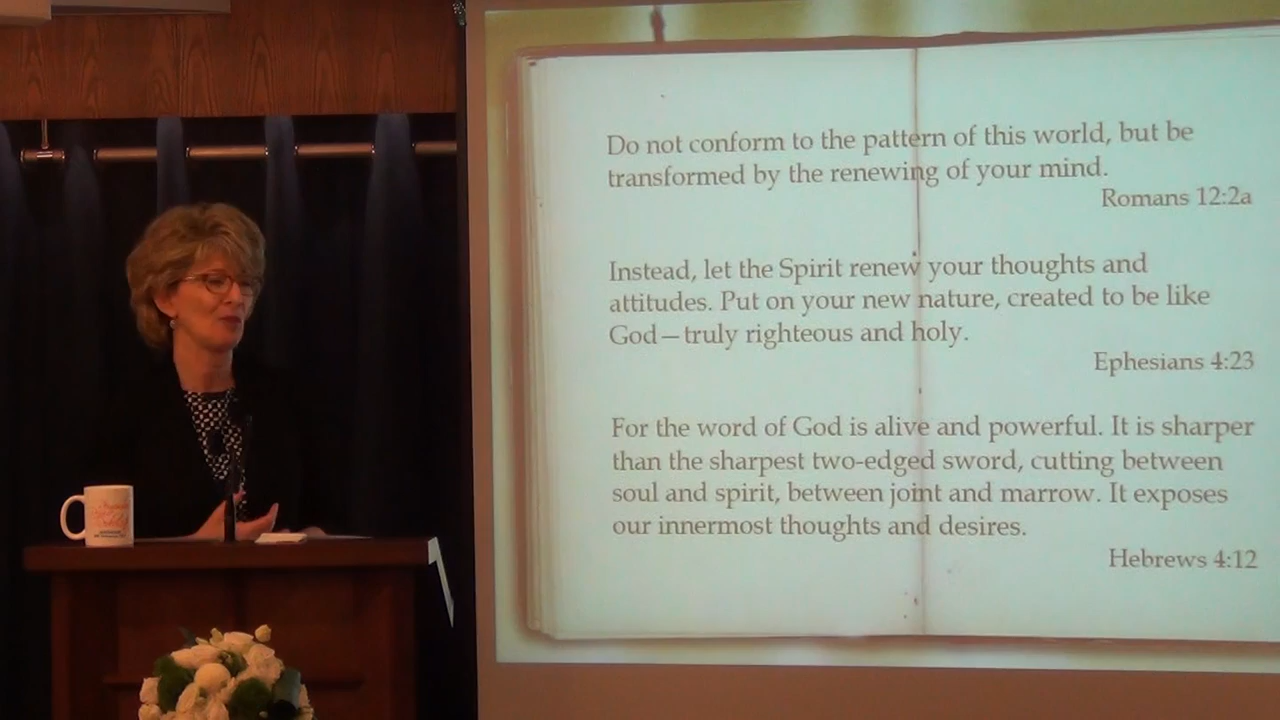 Do not conform to the pattern of this world, but be
transformed by the renewing of your mind.
Romans 12:2a
Instead, let the Spirit renew your thoughts and
attitudes. Put on your new nature, created to be like
God—truly righteous and holy.
Ephesians 4:23
For the word of God is alive and powerful. It is sharper
than the sharpest two-edged sword, cutting between
soul and spirit, between joint and marrow. It exposes
our innermost thoughts and desires.
Hebrews 4:12